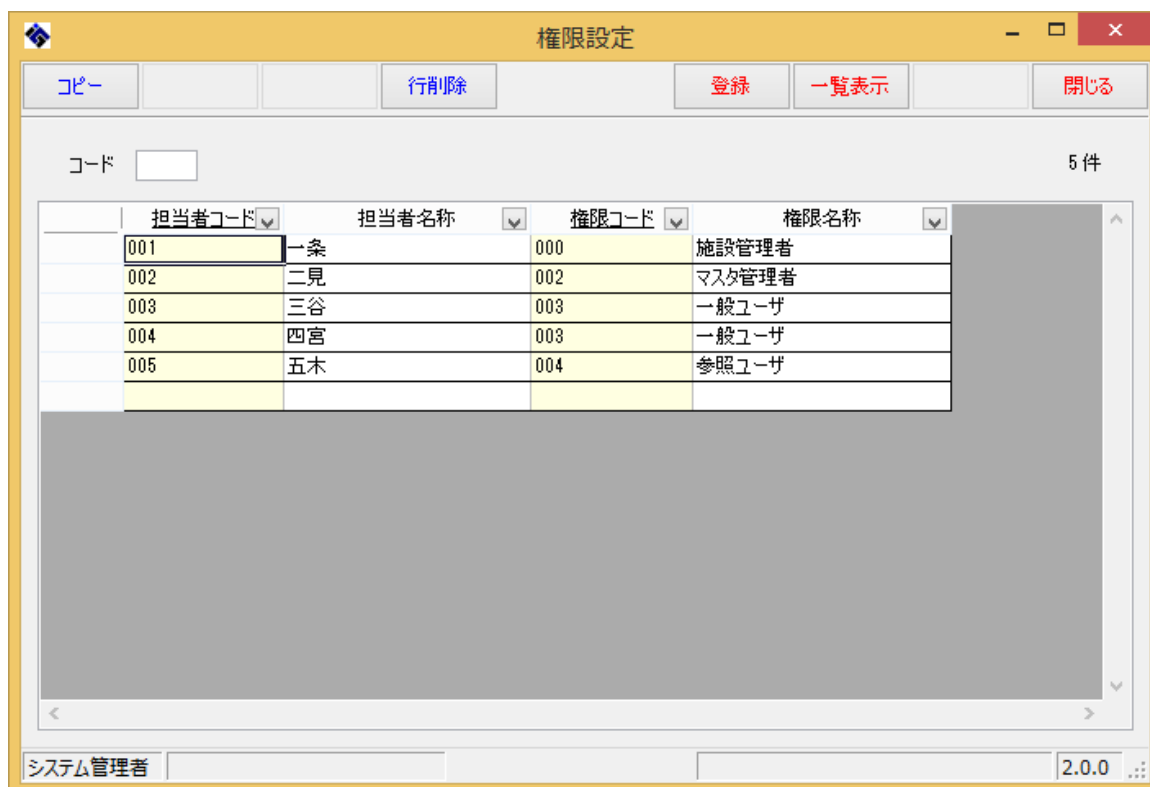 権限設定
コピー 行削除 登録 一覧表示 閉じる
コード 5 件
担当者コード 担当者名称 権限コード 権限名称
001 一条 000 施設管理者
002 二見 002 マスタ管理者
003 三谷 003 一般ユーザ
004 四宮 003 一般ユーザ
005 五木 004 参照ユーザ
システム管理者 2.0.0